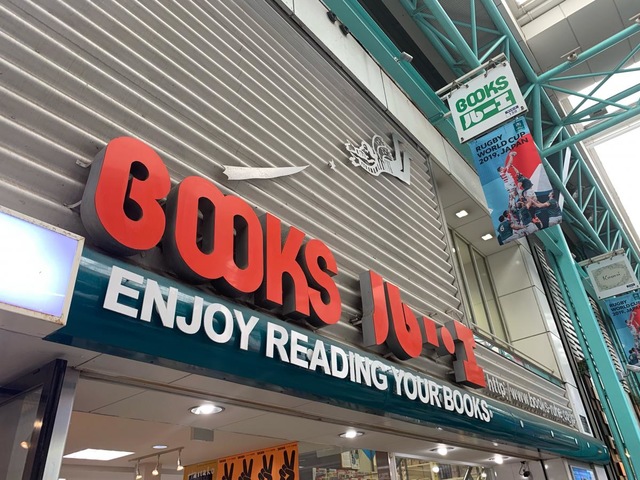 BOOKS ルーエ
ENJOY READING YOUR BOOKS
BOOKS
ルーエ
RUGBY
WORLD CUP
2019, JAPAN